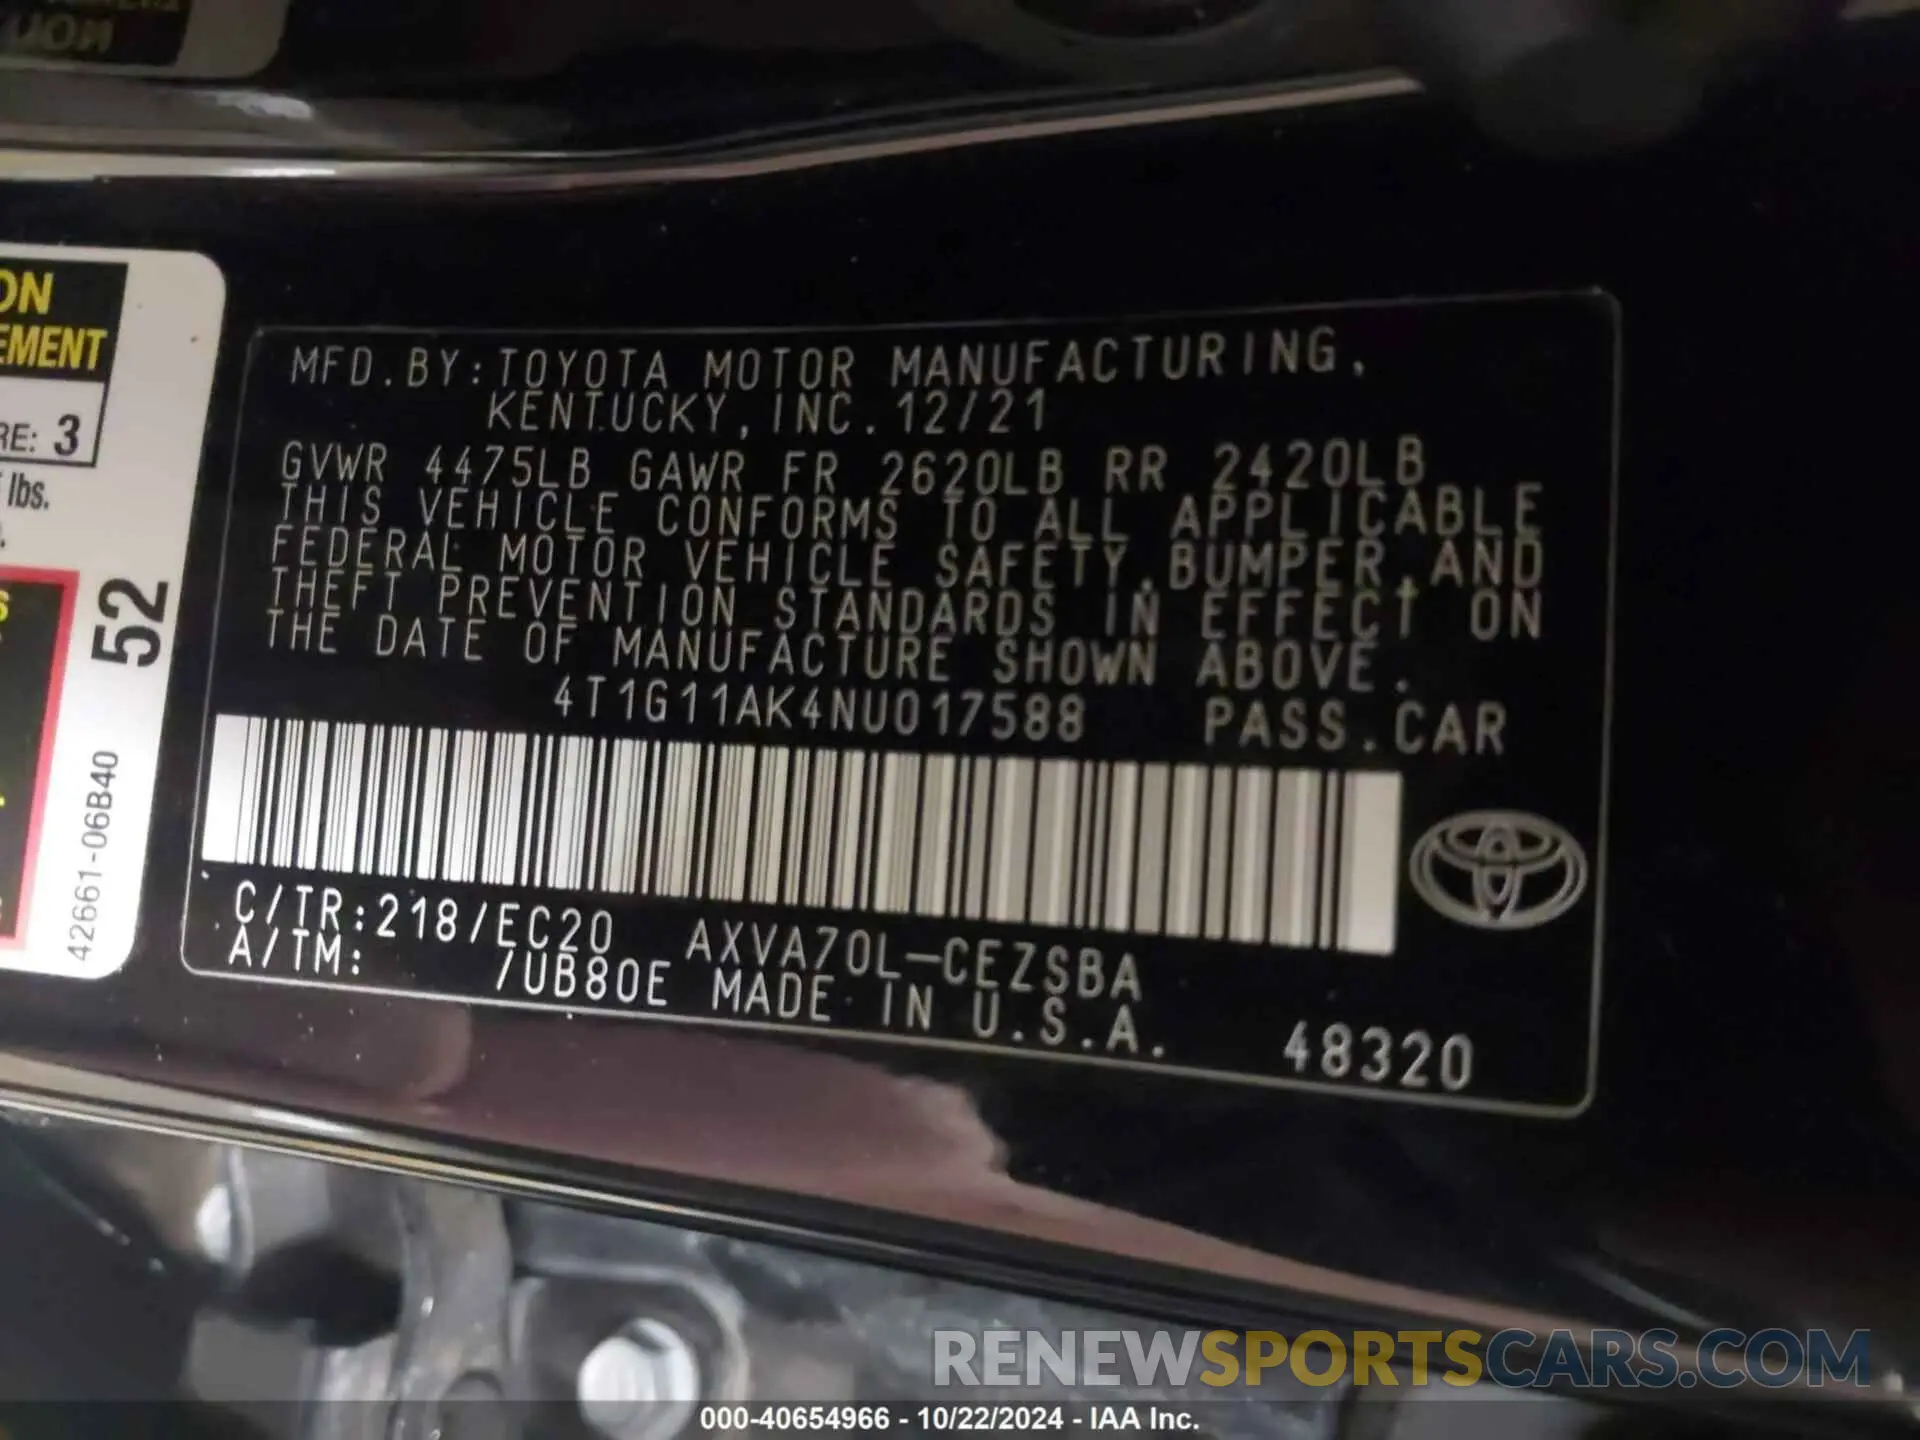 ON
EMENT
RE: 3
lbs.
52
42661-06B40
MFD.BY:TOYOTA MOTOR MANUFACTURING,
KENTUCKY,INC. 12/21
GVWR 4475LB GAWR FR 2620LB RR 2420LB
THIS VEHICLE CONFORMS TO ALL APPLICABLE
FEDERAL MOTOR VEHICLE SAFETY,BUMPER,AND
THEFT PREVENTION STANDARDS IN EFFECT ON
THE DATE OF MANUFACTURE SHOWN ABOVE.
4T1G11AK4NU017588 PASS.CAR
C/TR:218/EC20 AXVA70L-CEZSBA
A/TM: /UB80E MADE IN U.S.A.
48320
RENEWSPORTSCARS.COM
000-40654966 - 10/22/2024 - IAA Inc.